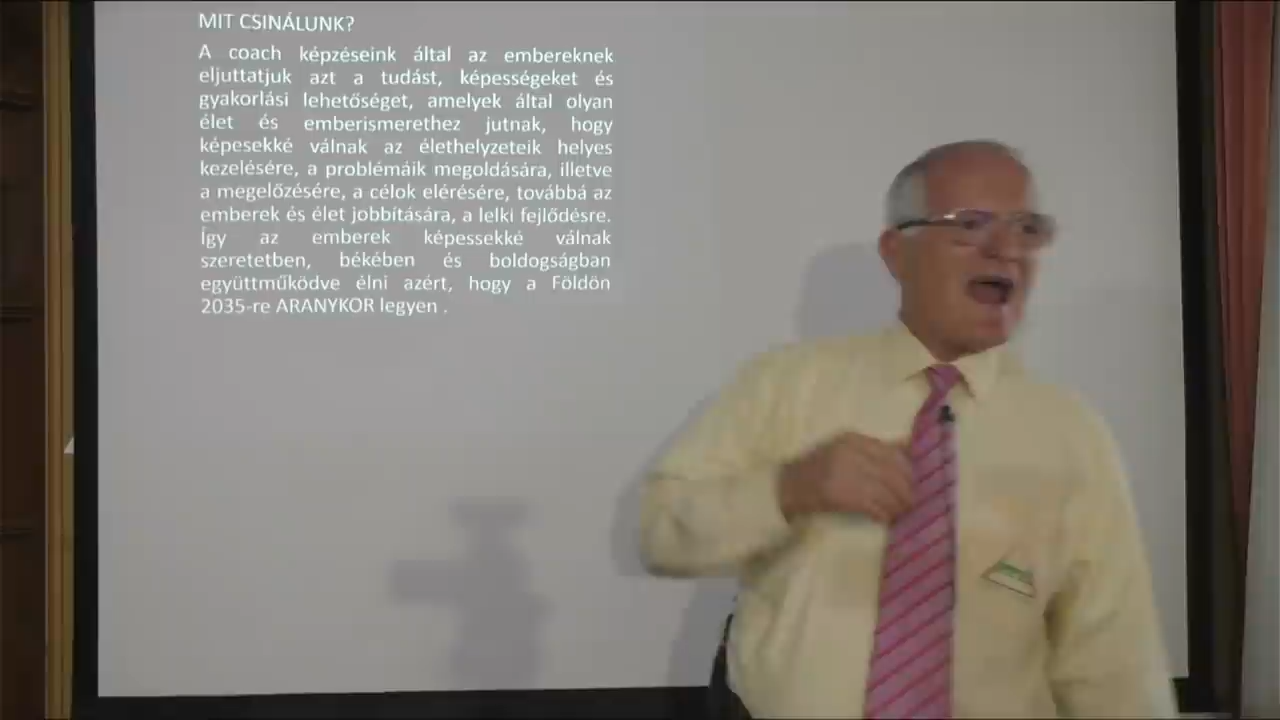 MIT CSINÁLUNK?
A coach képzéseink által az embereknek
eljuttatjuk azt a tudást, képességeket és
gyakorlási lehetőséget, amelyek által olyan
élet és emberismerethez jutnak, hogy
képesekké válnak az élethelyzeteik helyes
kezelésére, a problémáik megoldására, illetve
a megelőzésére, a célok elérésére, továbbá az
emberek és élet jobbítására, a lelki fejlődésre.
Így az emberek képessekké válnak
szeretetben, békében és boldogságban
együttműködve élni azért, hogy a Földön
2035-re ARANYKOR legyen .